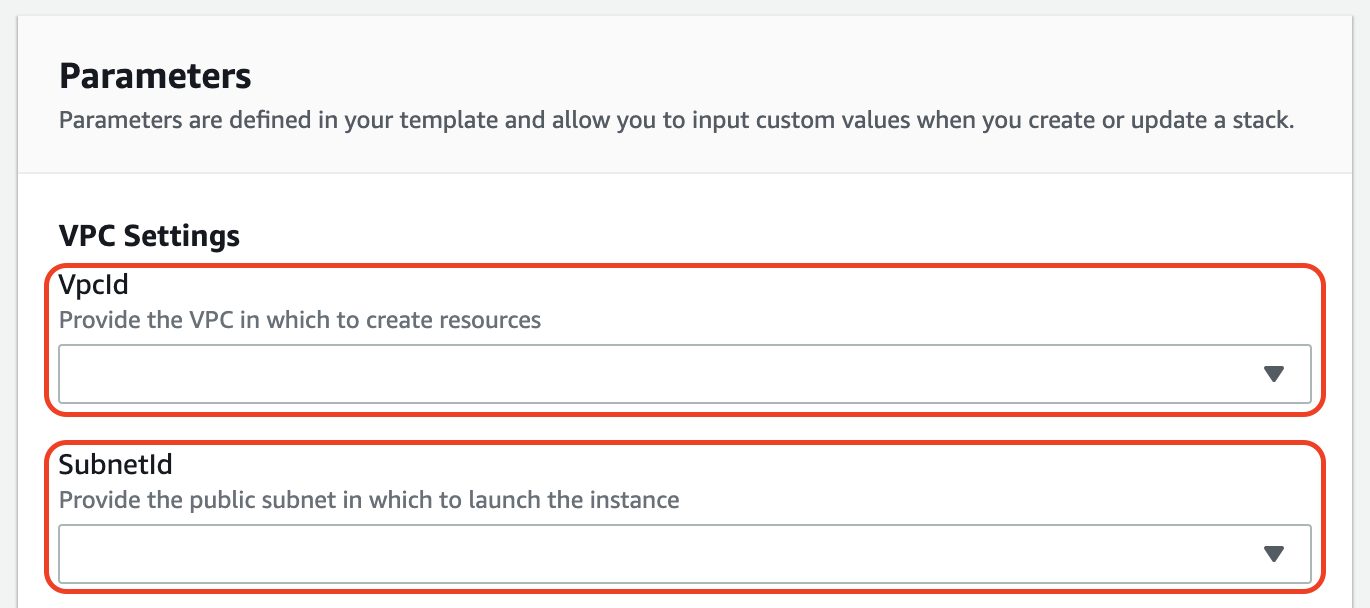 Parameters
Parameters are defined in your template and allow you to input custom values when you create or update a stack.
VPC Settings
VpcId
Provide the VPC in which to create resources
SubnetId
Provide the public subnet in which to launch the instance